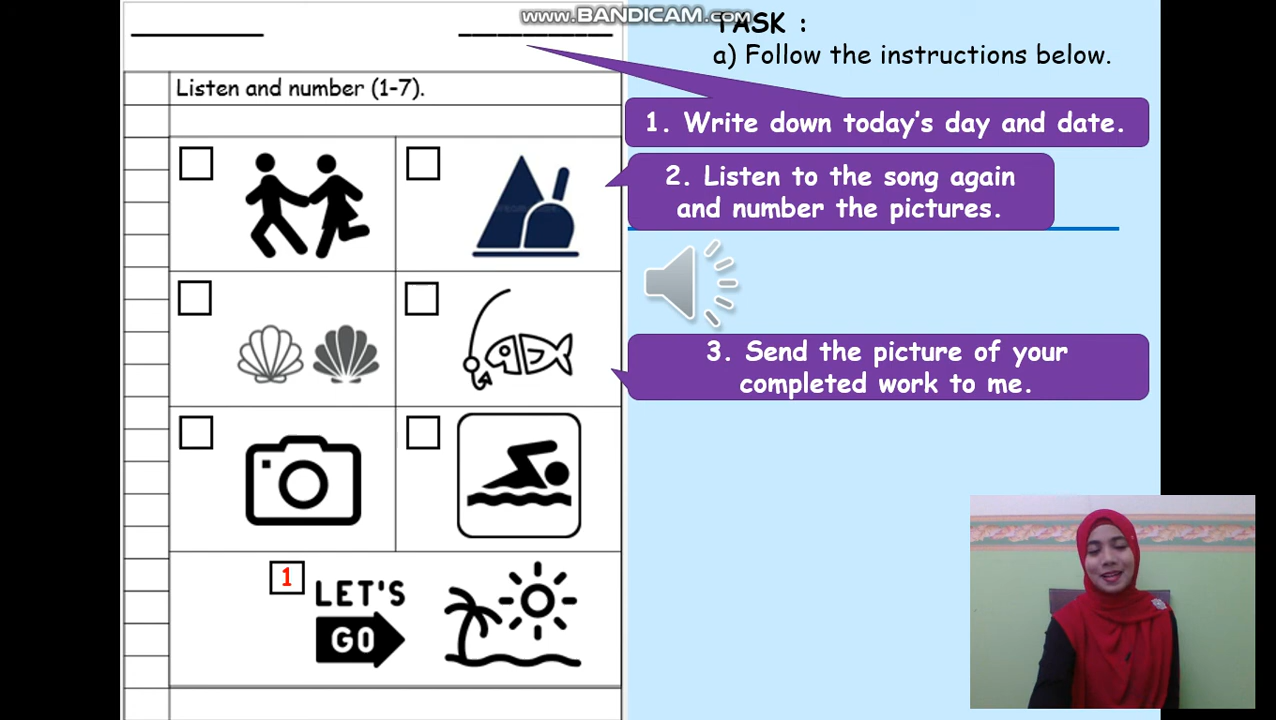 www.BANDICAM.com
TASK :
a) Follow the instructions below.
Listen and number (1-7).
1. Write down today's day and date.
2. Listen to the song again
and number the pictures.
3. Send the picture of your
completed work to me.
1
LET'S
GO